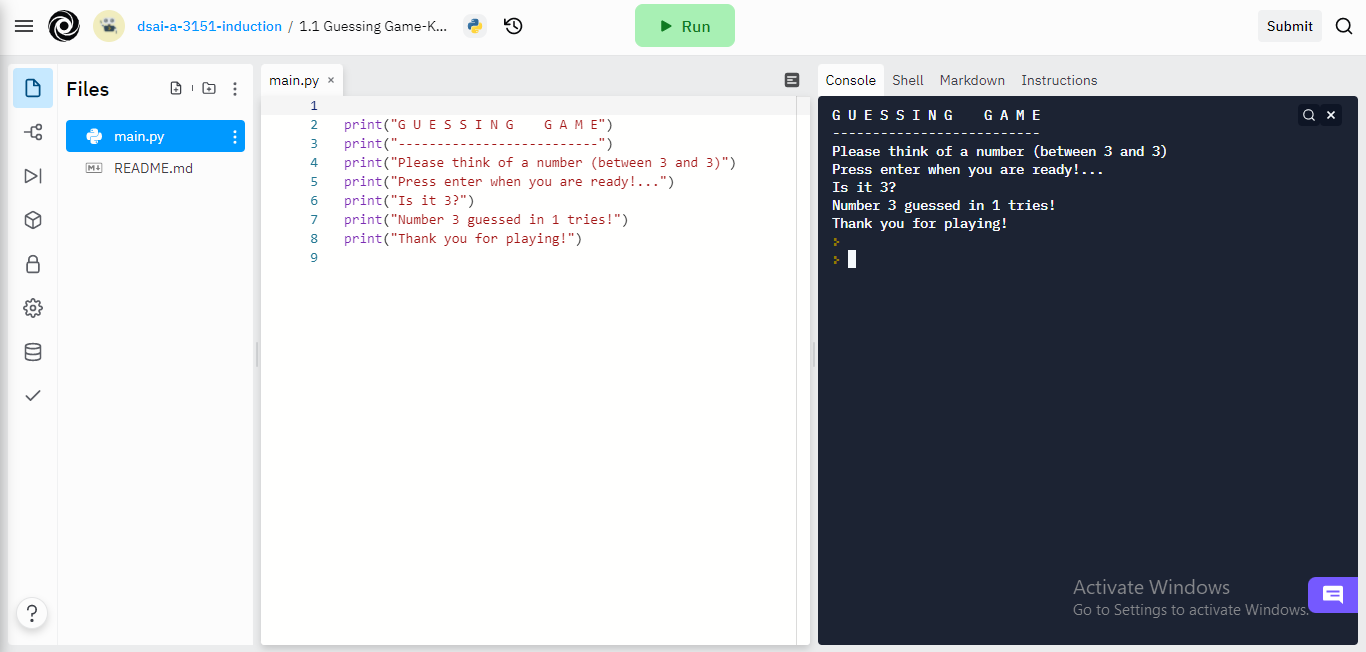 dsai-a-3151-induction / 1.1 Guessing Game-K...
Run
Submit
Files
main.py
README.md
main.py ×
1
2 print("G U E S S I N G    G A M E")
3 print("--------------------------")
4 print("Please think of a number (between 3 and 3)")
5 print("Press enter when you are ready!...")
6 print("Is it 3?")
7 print("Number 3 guessed in 1 tries!")
8 print("Thank you for playing!")
9
Console Shell Markdown Instructions
G U E S S I N G    G A M E
--------------------------
Please think of a number (between 3 and 3)
Press enter when you are ready!...
Is it 3?
Number 3 guessed in 1 tries!
Thank you for playing!
?
Activate Windows
Go to Settings to activate Windows.